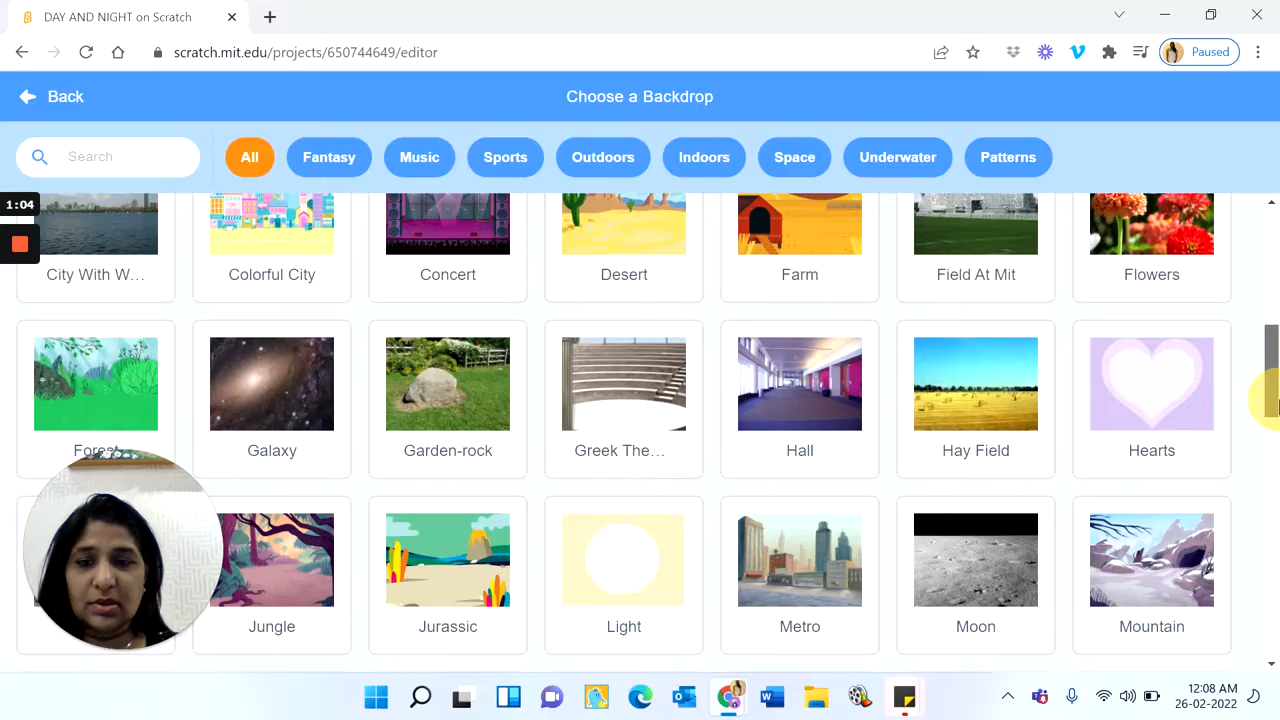 DAY AND NIGHT on Scratch
scratch.mit.edu/projects/650744649/editor
Paused
Back
Choose a Backdrop
Search
All
Fantasy
Music
Sports
Outdoors
Indoors
Space
Underwater
Patterns
1:04
City With W...
Colorful City
Concert
Desert
Farm
Field At Mit
Flowers
Forest
Galaxy
Garden-rock
Greek The...
Hall
Hay Field
Hearts
Jungle
Jurassic
Light
Metro
Moon
Mountain
12:08 AM
26-02-2022